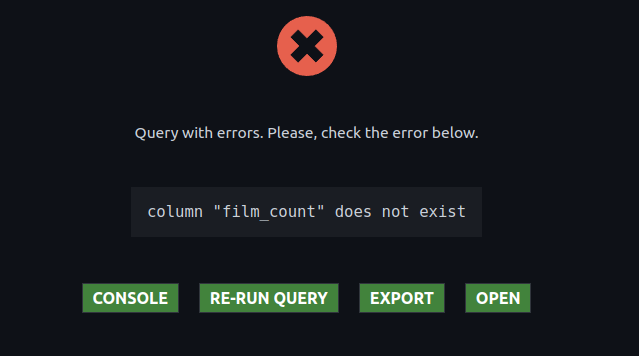 Query with errors. Please, check the error below.
column "film_count" does not exist
CONSOLE
RE-RUN QUERY
EXPORT
OPEN